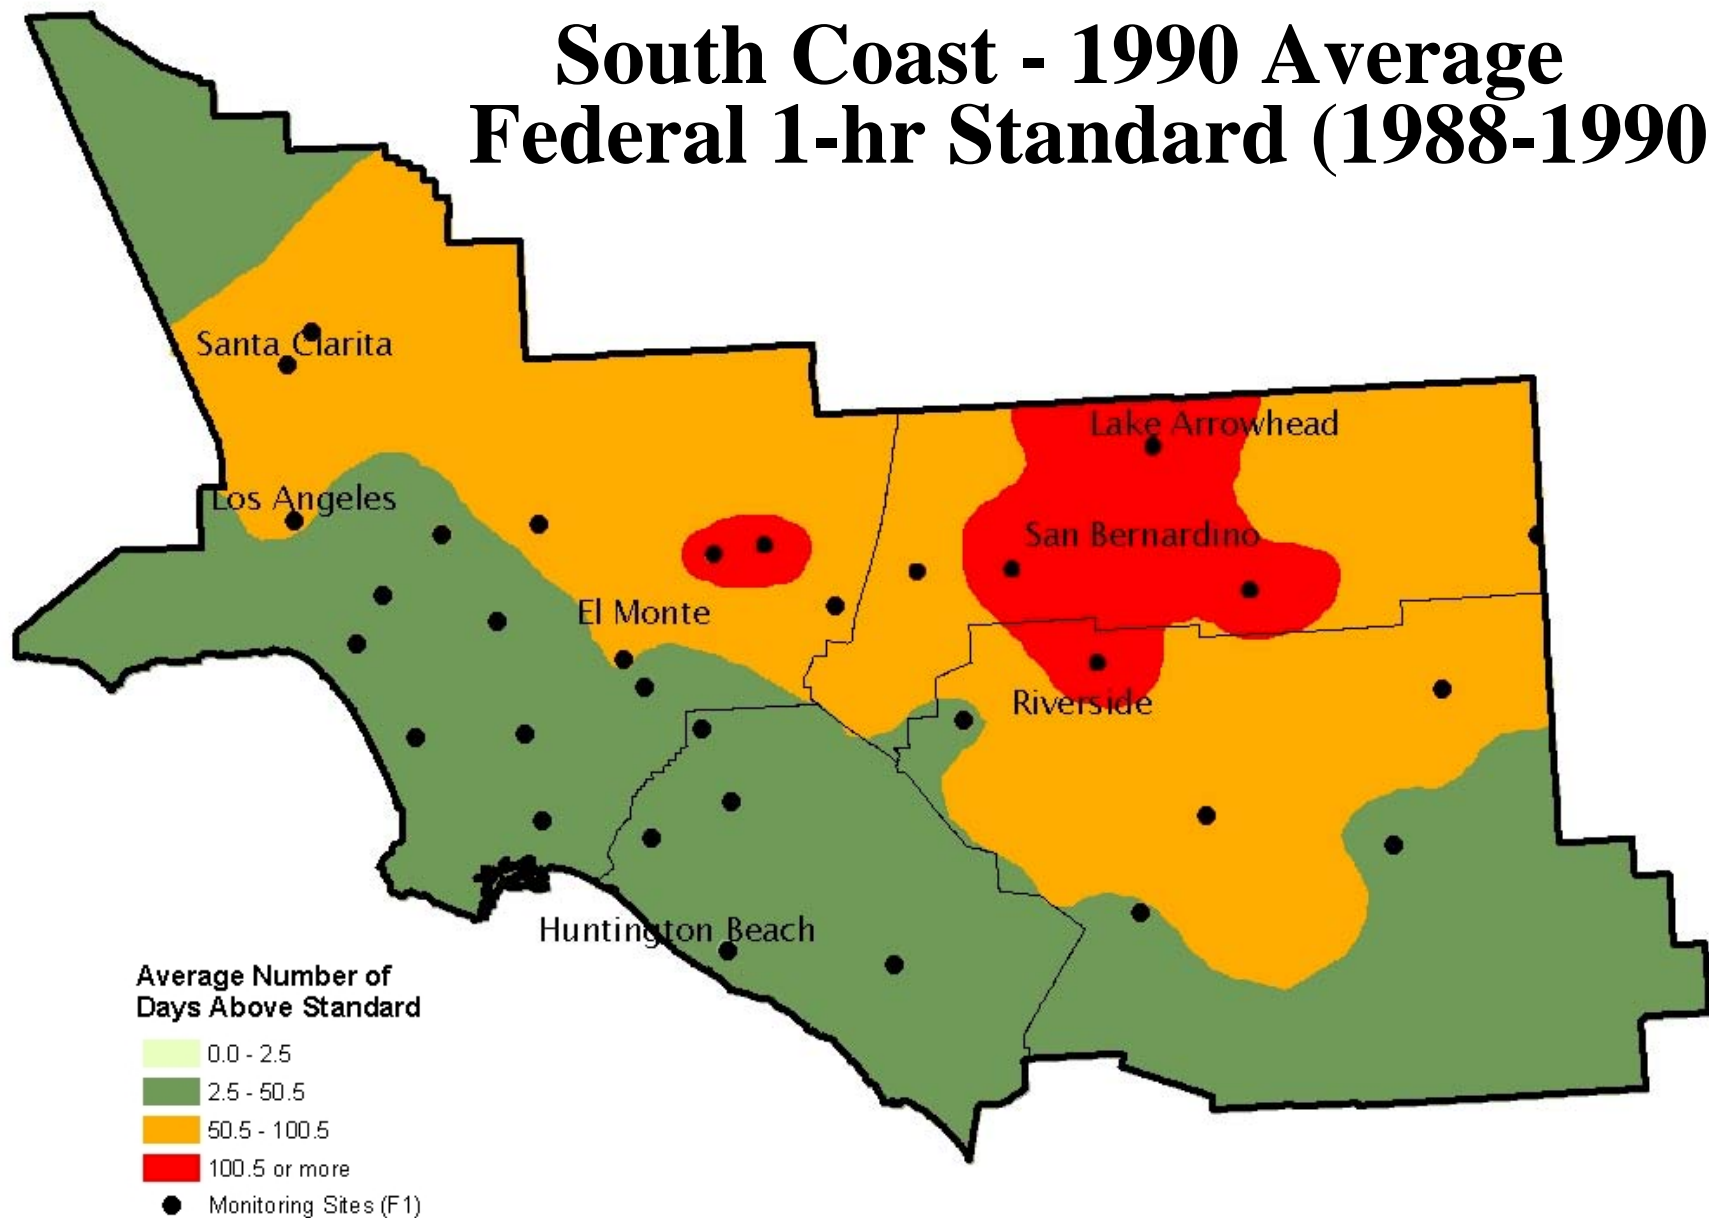 South Coast - 1990 Average
Federal 1-hr Standard (1988-1990
Santa Clarita
Lake Arrowhead
Los Angeles
San Bernardino
El Monte
Riverside
Huntington Beach
Average Number of
Days Above Standard
0.0 - 2.5
2.5 - 50.5
50.5 - 100.5
100.5 or more
Monitoring Sites (F1)